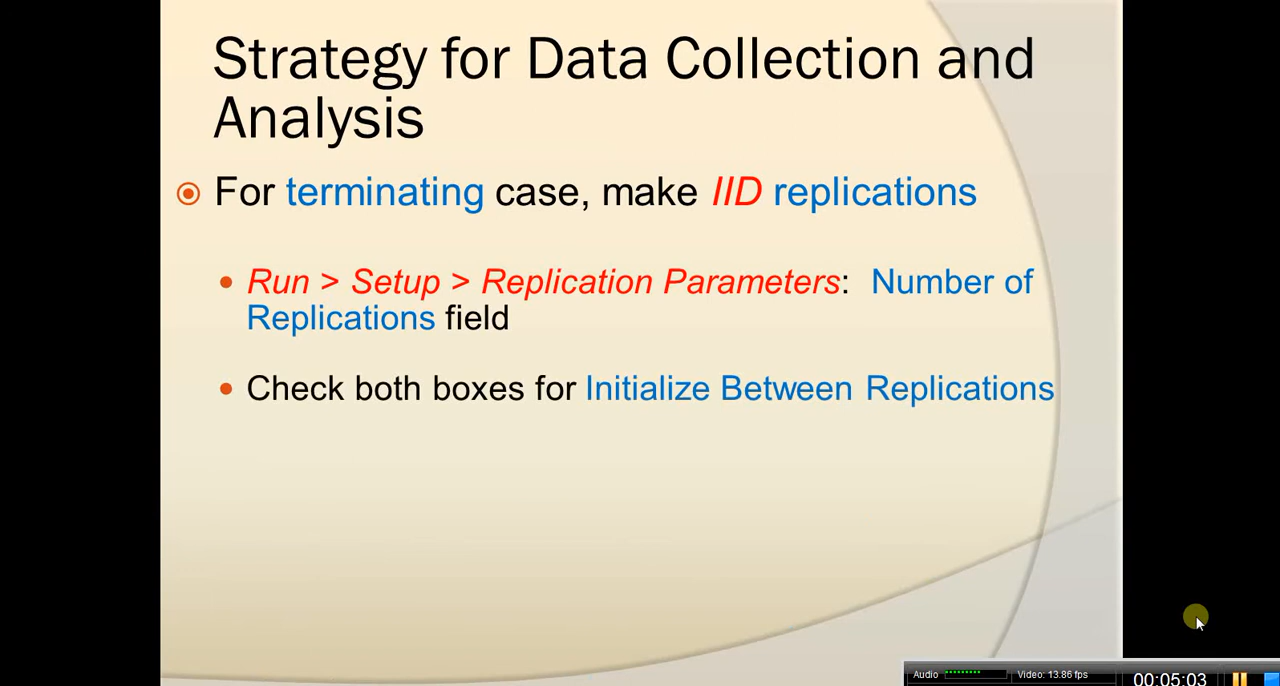 Strategy for Data Collection and
Analysis
For terminating case, make IID replications
Run > Setup > Replication Parameters: Number of
Replications field
Check both boxes for Initialize Between Replications
Audio
Video: 13.86 fps
00:05:03